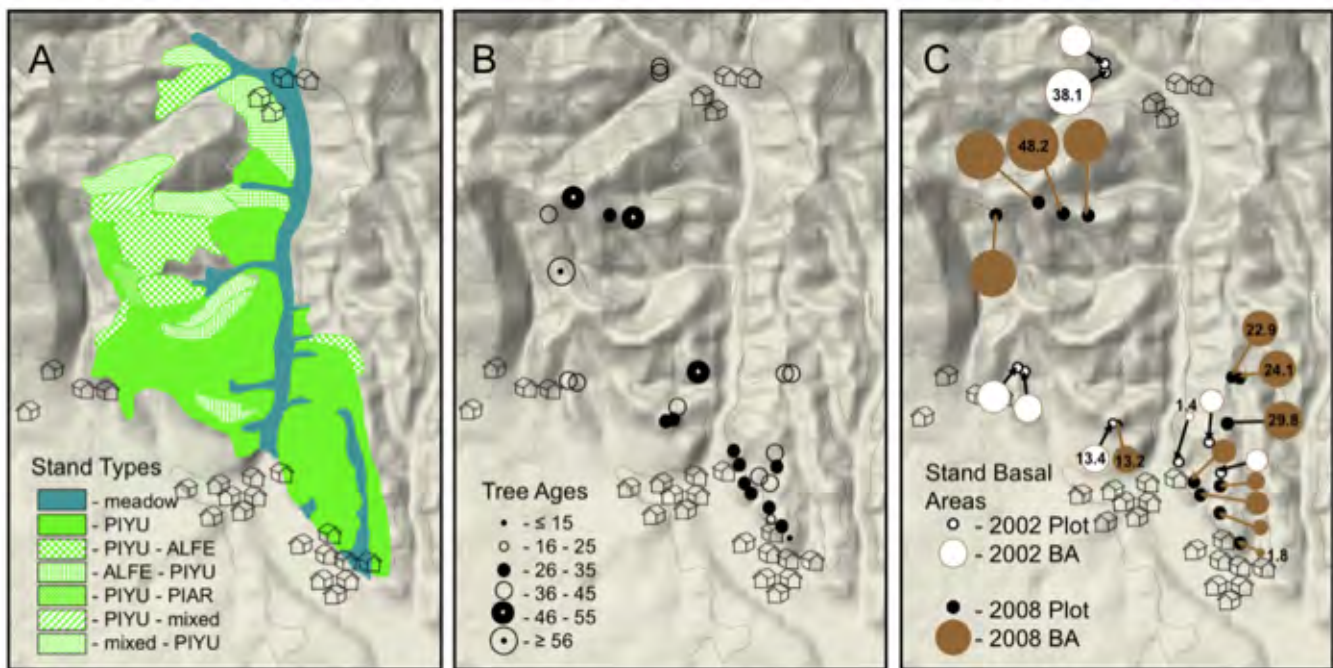 A
Stand Types
- meadow
- PIYU
- PIYU - ALFE
- ALFE - PIYU
- PIYU - PIAR
- PIYU - mixed
- mixed - PIYU
B
Tree Ages
- ≤ 15
- 16 - 25
- 26 - 35
- 36 - 45
- 46 - 55
- ≥ 56
C
38.1
48.2
22.9
24.1
1.4
29.8
13.4
13.2
1.8
Stand Basal
Areas
- 2002 Plot
- 2002 BA
- 2008 Plot
- 2008 BA